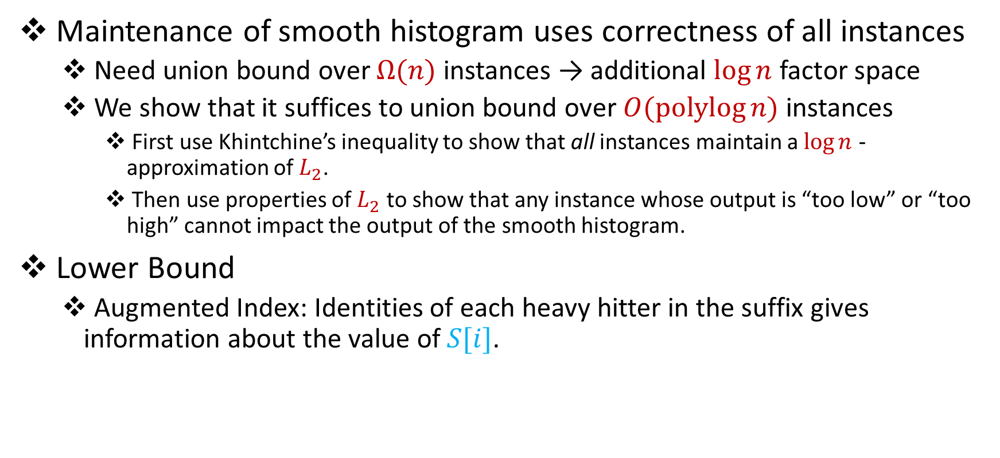 ❖ Maintenance of smooth histogram uses correctness of all instances
❖ Need union bound over Ω(n) instances → additional log n factor space
❖ We show that it suffices to union bound over O(polylog n) instances
❖ First use Khintchine’s inequality to show that all instances maintain a log n -
approximation of L₂.
❖ Then use properties of L₂ to show that any instance whose output is “too low” or “too
high” cannot impact the output of the smooth histogram.
❖ Lower Bound
❖ Augmented Index: Identities of each heavy hitter in the suffix gives
information about the value of S[i].